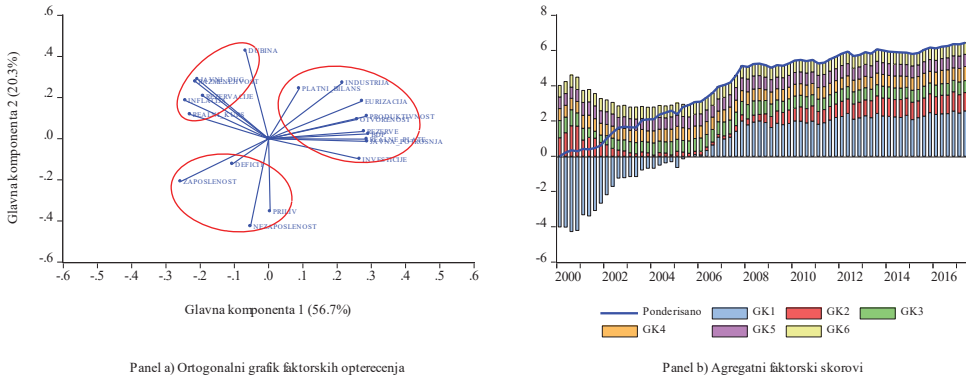 .6
.4
.2
.0
-.2
-.4
-.6
Glavna komponenta 2 (20.3%)
DUBINA
JAVNI_DUG
INFLACIJA
REALNI_KURS
PLATNI_BILANS
INDUSTRIJA
EURIZACIJA
PRODUKTIVNOST
OTVORENOST
REZERVE
INVESTICIJE
DEFICIT
ZAPOSLENOST
PRILIV
NEZAPOSLENOST
-.6 -.5 -.4 -.3 -.2 -.1 .0 .1 .2 .3 .4 .5 .6
Glavna komponenta 1 (56.7%)
Panel a) Ortogonalni grafik faktorskih opterecenja
8
6
4
2
0
-2
-4
-6
2000 2002 2004 2006 2008 2010 2012 2014 2016
Ponderisano GK1 GK2 GK3
GK4 GK5 GK6
Panel b) Agregatni faktorski skorovi